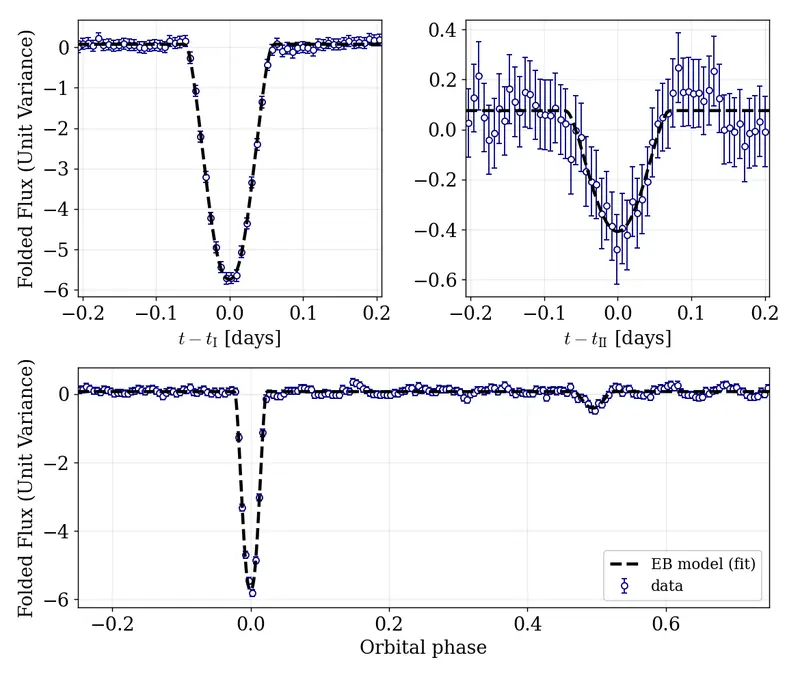 Folded Flux (Unit Variance)
0
−1
−2
−3
−4
−5
−6
−0.2 −0.1 0.0 0.1 0.2
t − tI [days]
0.4
0.2
0.0
−0.2
−0.4
−0.6
−0.2 −0.1 0.0 0.1 0.2
t − tII [days]
Folded Flux (Unit Variance)
0
−2
−4
−6
−0.2 0.0 0.2 0.4 0.6
Orbital phase
EB model (fit)
data